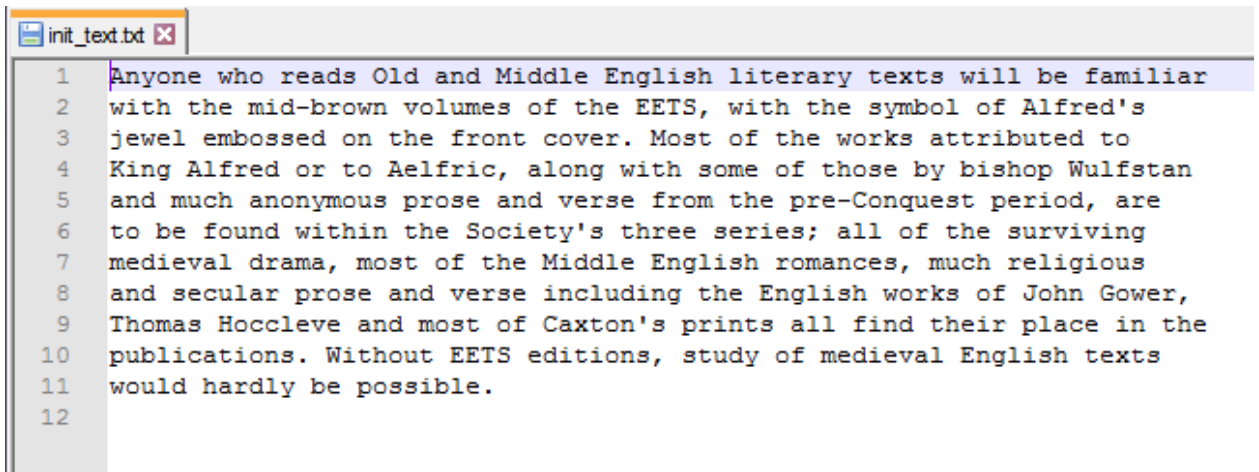 init_text.txt
1 Anyone who reads Old and Middle English literary texts will be familiar
2 with the mid-brown volumes of the EETS, with the symbol of Alfred's
3 jewel embossed on the front cover. Most of the works attributed to
4 King Alfred or to Aelfric, along with some of those by bishop Wulfstan
5 and much anonymous prose and verse from the pre-Conquest period, are
6 to be found within the Society's three series; all of the surviving
7 medieval drama, most of the Middle English romances, much religious
8 and secular prose and verse including the English works of John Gower,
9 Thomas Hoccleve and most of Caxton's prints all find their place in the
10 publications. Without EETS editions, study of medieval English texts
11 would hardly be possible.
12